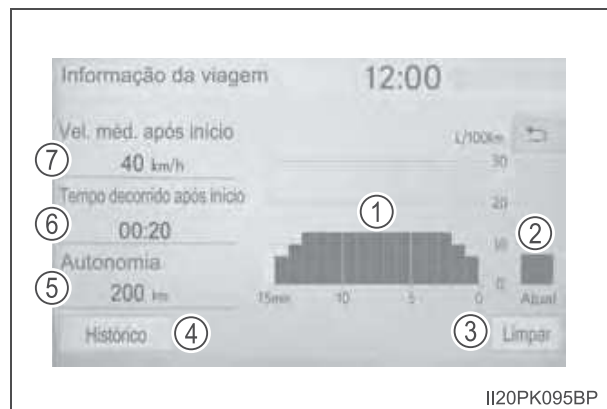 Informação da viagem 12:00
Vel. méd. após início
L/100km
⑦ 40 km/h
30
Tempo decorrido após início
20
①
⑥ 00:20
10
②
Autonomia
⑤ 200 km
0
15min 10 5 0 Atual
Histórico ④
③ Limpar
II20PK095BP